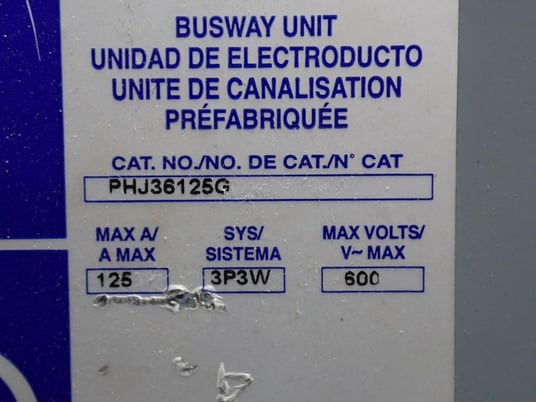 BUSWAY UNIT
UNIDAD DE ELECTRODUCTO
UNITE DE CANALISATION
PRÉFABRIQUÉE
CAT. NO./NO. DE CAT./N° CAT
PHJ36125G
MAX A/ SYS/ MAX VOLTS/
A MAX SISTEMA V~ MAX
125 3P3W 600